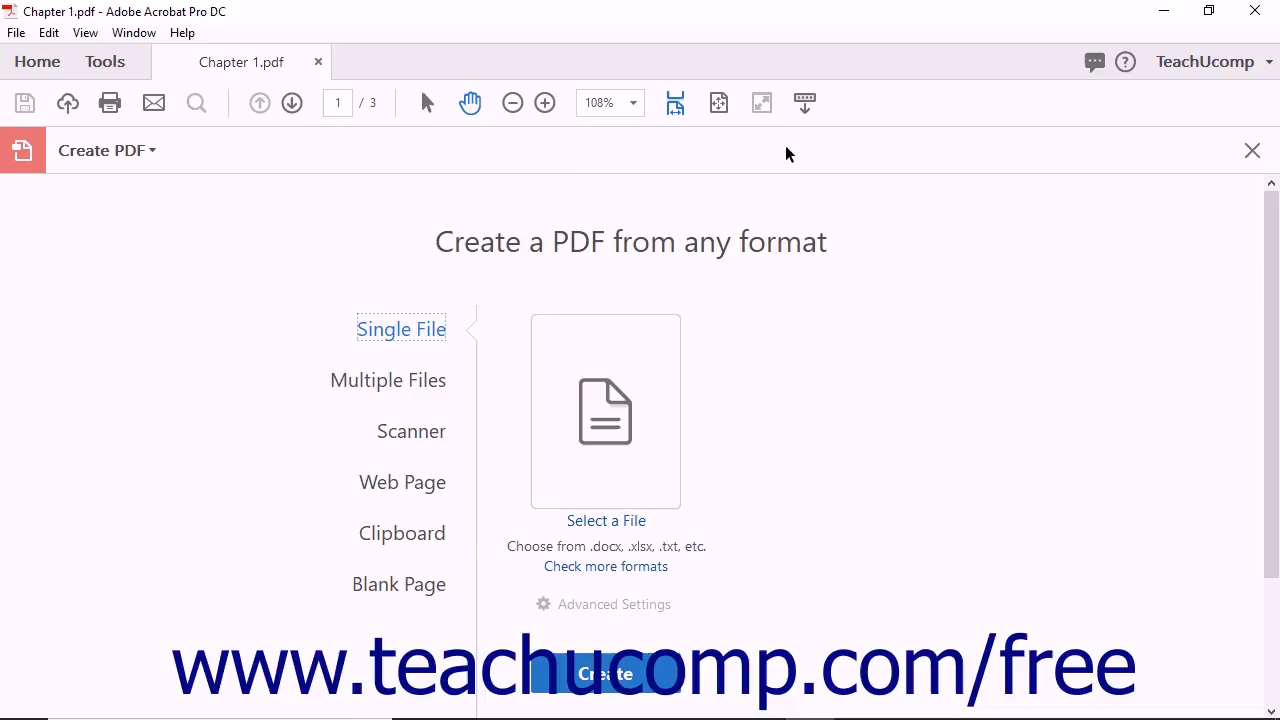 Chapter 1.pdf - Adobe Acrobat Pro DC
File Edit View Window Help
Home Tools Chapter 1.pdf × TeachUcomp
1 / 3 108%
Create PDF
Create a PDF from any format
Single File
Multiple Files
Scanner
Web Page
Clipboard
Blank Page
Select a File
Choose from .docx, .xlsx, .txt, etc.
Check more formats
Advanced Settings
Create
www.teachucomp.com/free